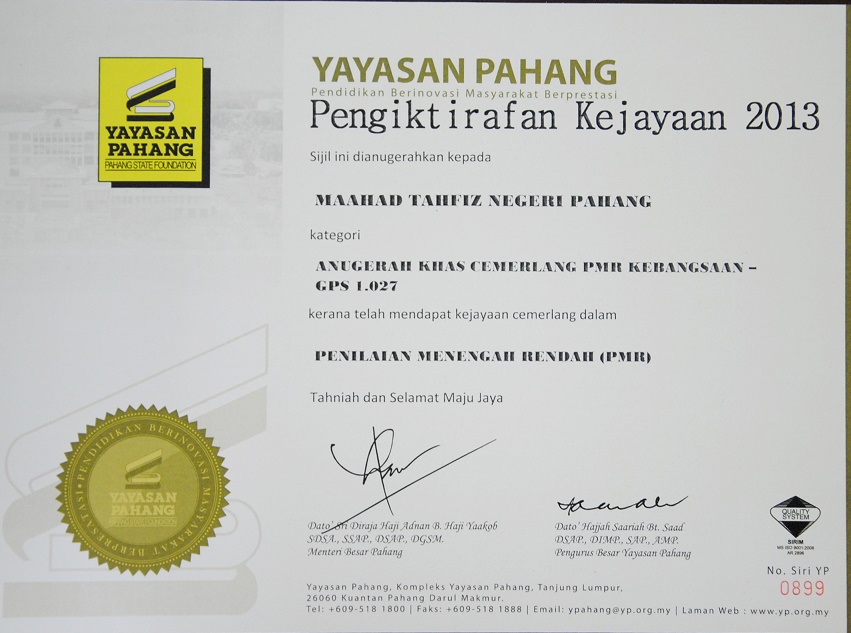 YAYASAN
PAHANG
PAHANG STATE FOUNDATION
YAYASAN PAHANG
Pendidikan Berinovasi Masyarakat Berprestasi
Pengiktirafan Kejayaan 2013
Sijil ini dianugerahkan kepada
MAAHAD TAHFIZ NEGERI PAHANG
kategori
ANUGERAH KHAS CEMERLANG PMR KEBANGSAAN –
GPS 1.027
kerana telah mendapat kejayaan cemerlang dalam
PENILAIAN MENENGAH RENDAH (PMR)
Tahniah dan Selamat Maju Jaya
PENDIDIKAN BERINOVASI MASYARAKAT BERPRESTASI
YAYASAN
PAHANG
Dato' Sri Diraja Haji Adnan B. Haji Yaakob
SDSA., SSAP., DSAP., DGSM.
Menteri Besar Pahang
Dato' Hajjah Saariah Bt. Saad
DSAP., DIMP., SAP., AMP.
Pengurus Besar Yayasan Pahang
QUALITY
SYSTEM
SIRIM
MS ISO 9001:2008
No. Siri YP
0899
Yayasan Pahang, Kompleks Yayasan Pahang, Tanjung Lumpur,
26060 Kuantan Pahang Darul Makmur.
Tel: +609-518 1800 | Faks: +609-518 1888 | Email: ypahang@yp.org.my | Laman Web : www.yp.org.my